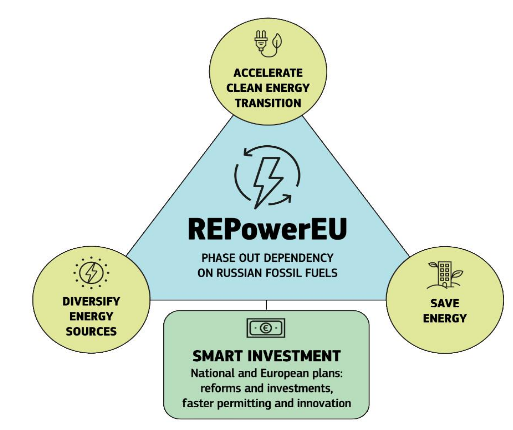 ACCELERATE
CLEAN ENERGY
TRANSITION
REPowerEU
PHASE OUT DEPENDENCY
ON RUSSIAN FOSSIL FUELS
DIVERSIFY
ENERGY
SOURCES
SAVE
ENERGY
€
SMART INVESTMENT
National and European plans:
reforms and investments,
faster permitting and innovation